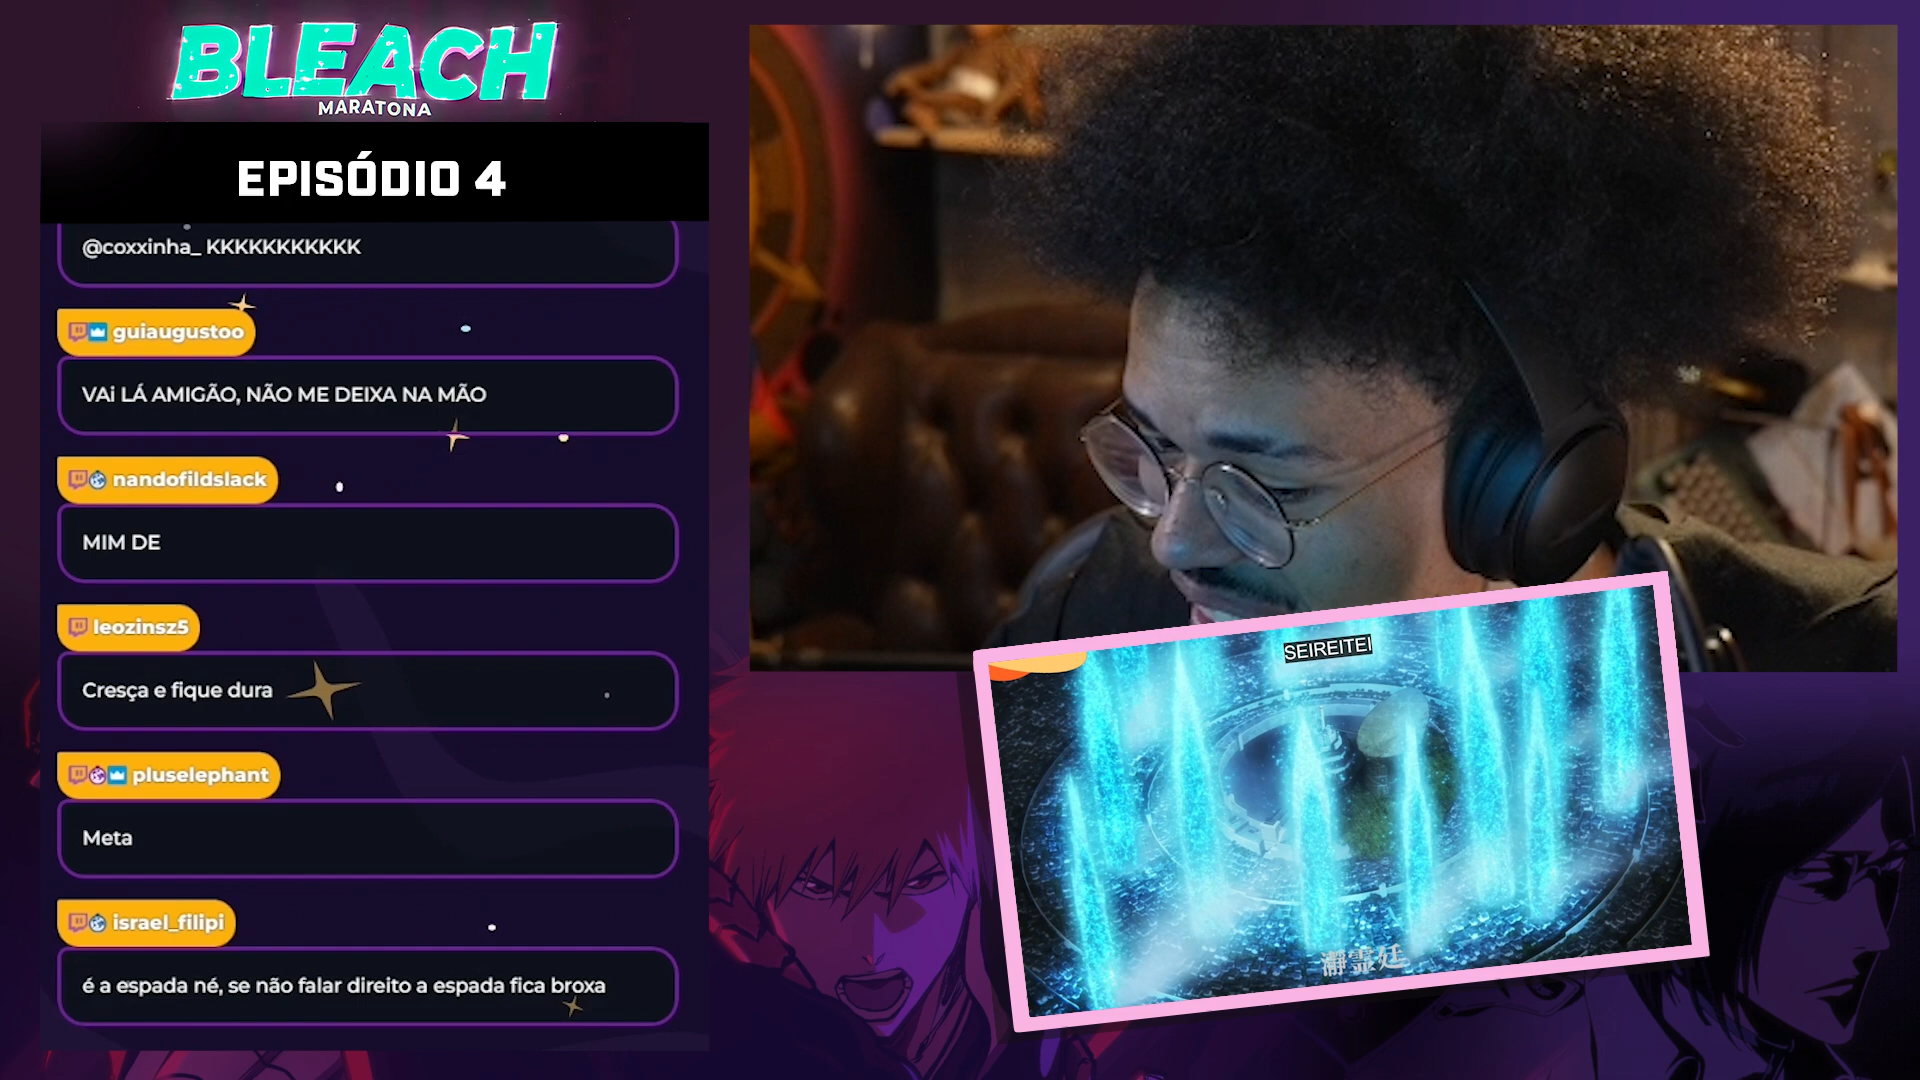 BLEACH
MARATONA
EPISÓDIO 4
@coxxinha_ KKKKKKKKKKK
guiaugustoo
VAi LÁ AMIGÃO, NÃO ME DEIXA NA MÃO
nandofildslack
MIM DE
leozinsz5
Cresça e fique dura
pluselephant
Meta
israel_filipi
é a espada né, se não falar direito a espada fica broxa
SEIREITEI
瀞霊廷